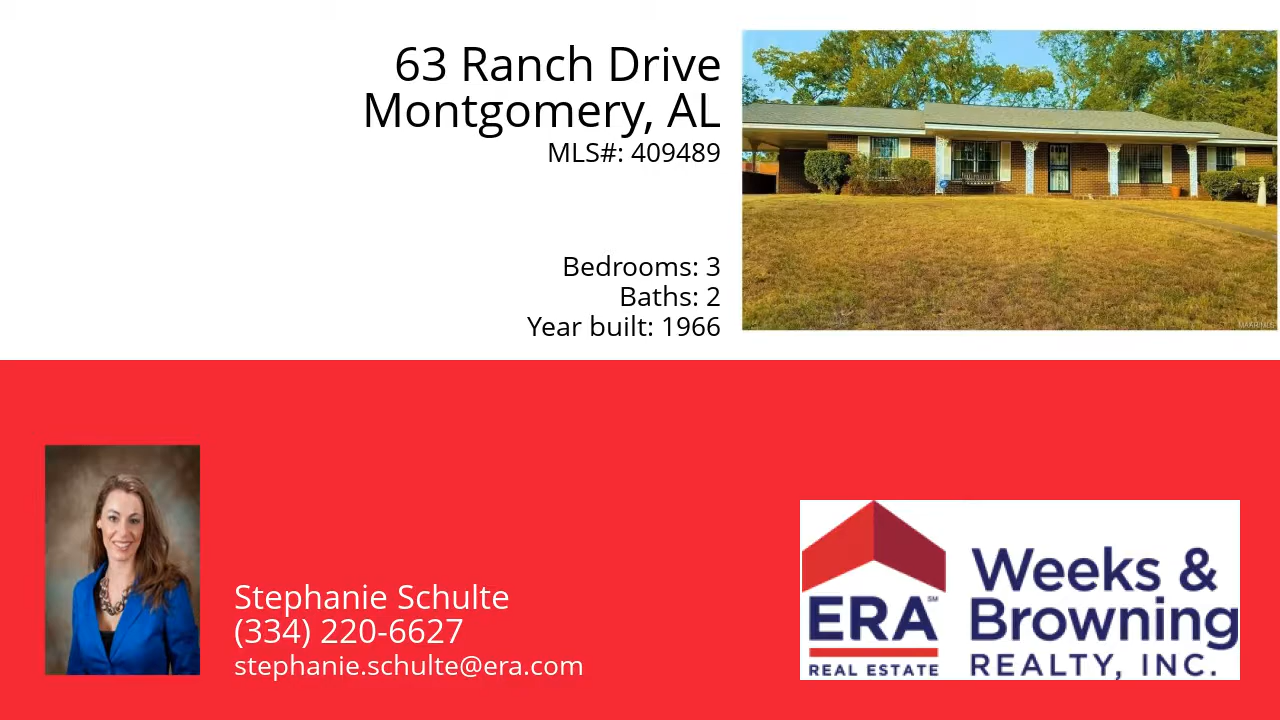 63 Ranch Drive
Montgomery, AL
MLS#: 409489
Bedrooms: 3
Baths: 2
Year built: 1966
Stephanie Schulte
(334) 220-6627
stephanie.schulte@era.com
ERA℠
REAL ESTATE
Weeks &
Browning
REALTY, INC.